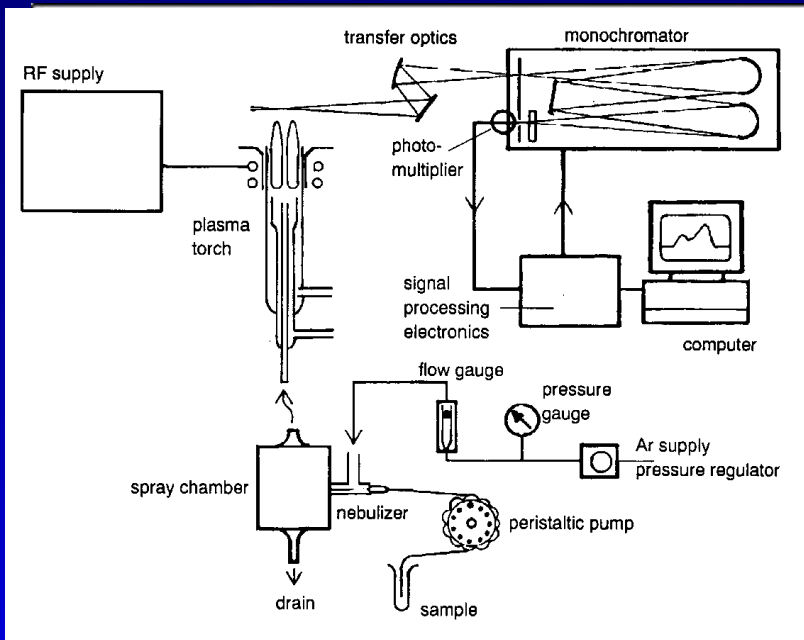 transfer optics
monochromator
RF supply
photo-
multiplier
plasma
torch
signal
processing
electronics
computer
flow gauge
pressure
gauge
Ar supply
pressure regulator
spray chamber
nebulizer
peristaltic pump
drain
sample